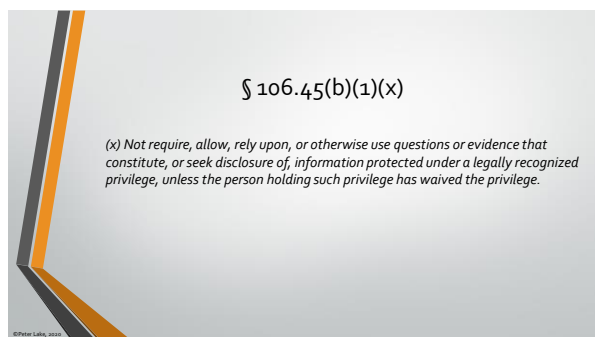 § 106.45(b)(1)(x)
(x) Not require, allow, rely upon, or otherwise use questions or evidence that
constitute, or seek disclosure of, information protected under a legally recognized
privilege, unless the person holding such privilege has waived the privilege.
©Peter Lake, 2020